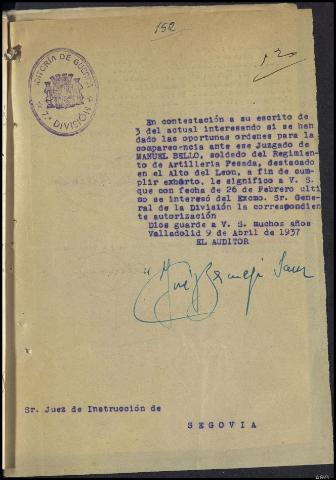 152
AUDITORIA DE GUERRA
7ª DIVISIÓN
En contestación a su escrito de
3 del actual interesando si se han
dado las oportunas ordenes para la
comparecencia ante ese Juzgado de
MANUEL BELLO, soldado del Regimiento
de Artilleria Pesada, destacado
en el Alto del Leon, a fin de cum-
plir exhórto, le significo a V. S.
que con fecha de 26 de Febrero ulti
mo se interesó del Excmo. Sr. Gene-
ral de la División la correspondien
te autorización
Dios guarde a V. S. muchos años
Valladolid 9 de Abril de 1937
EL AUDITOR
Sr. Juez de Instrucción de
SEGOVIA